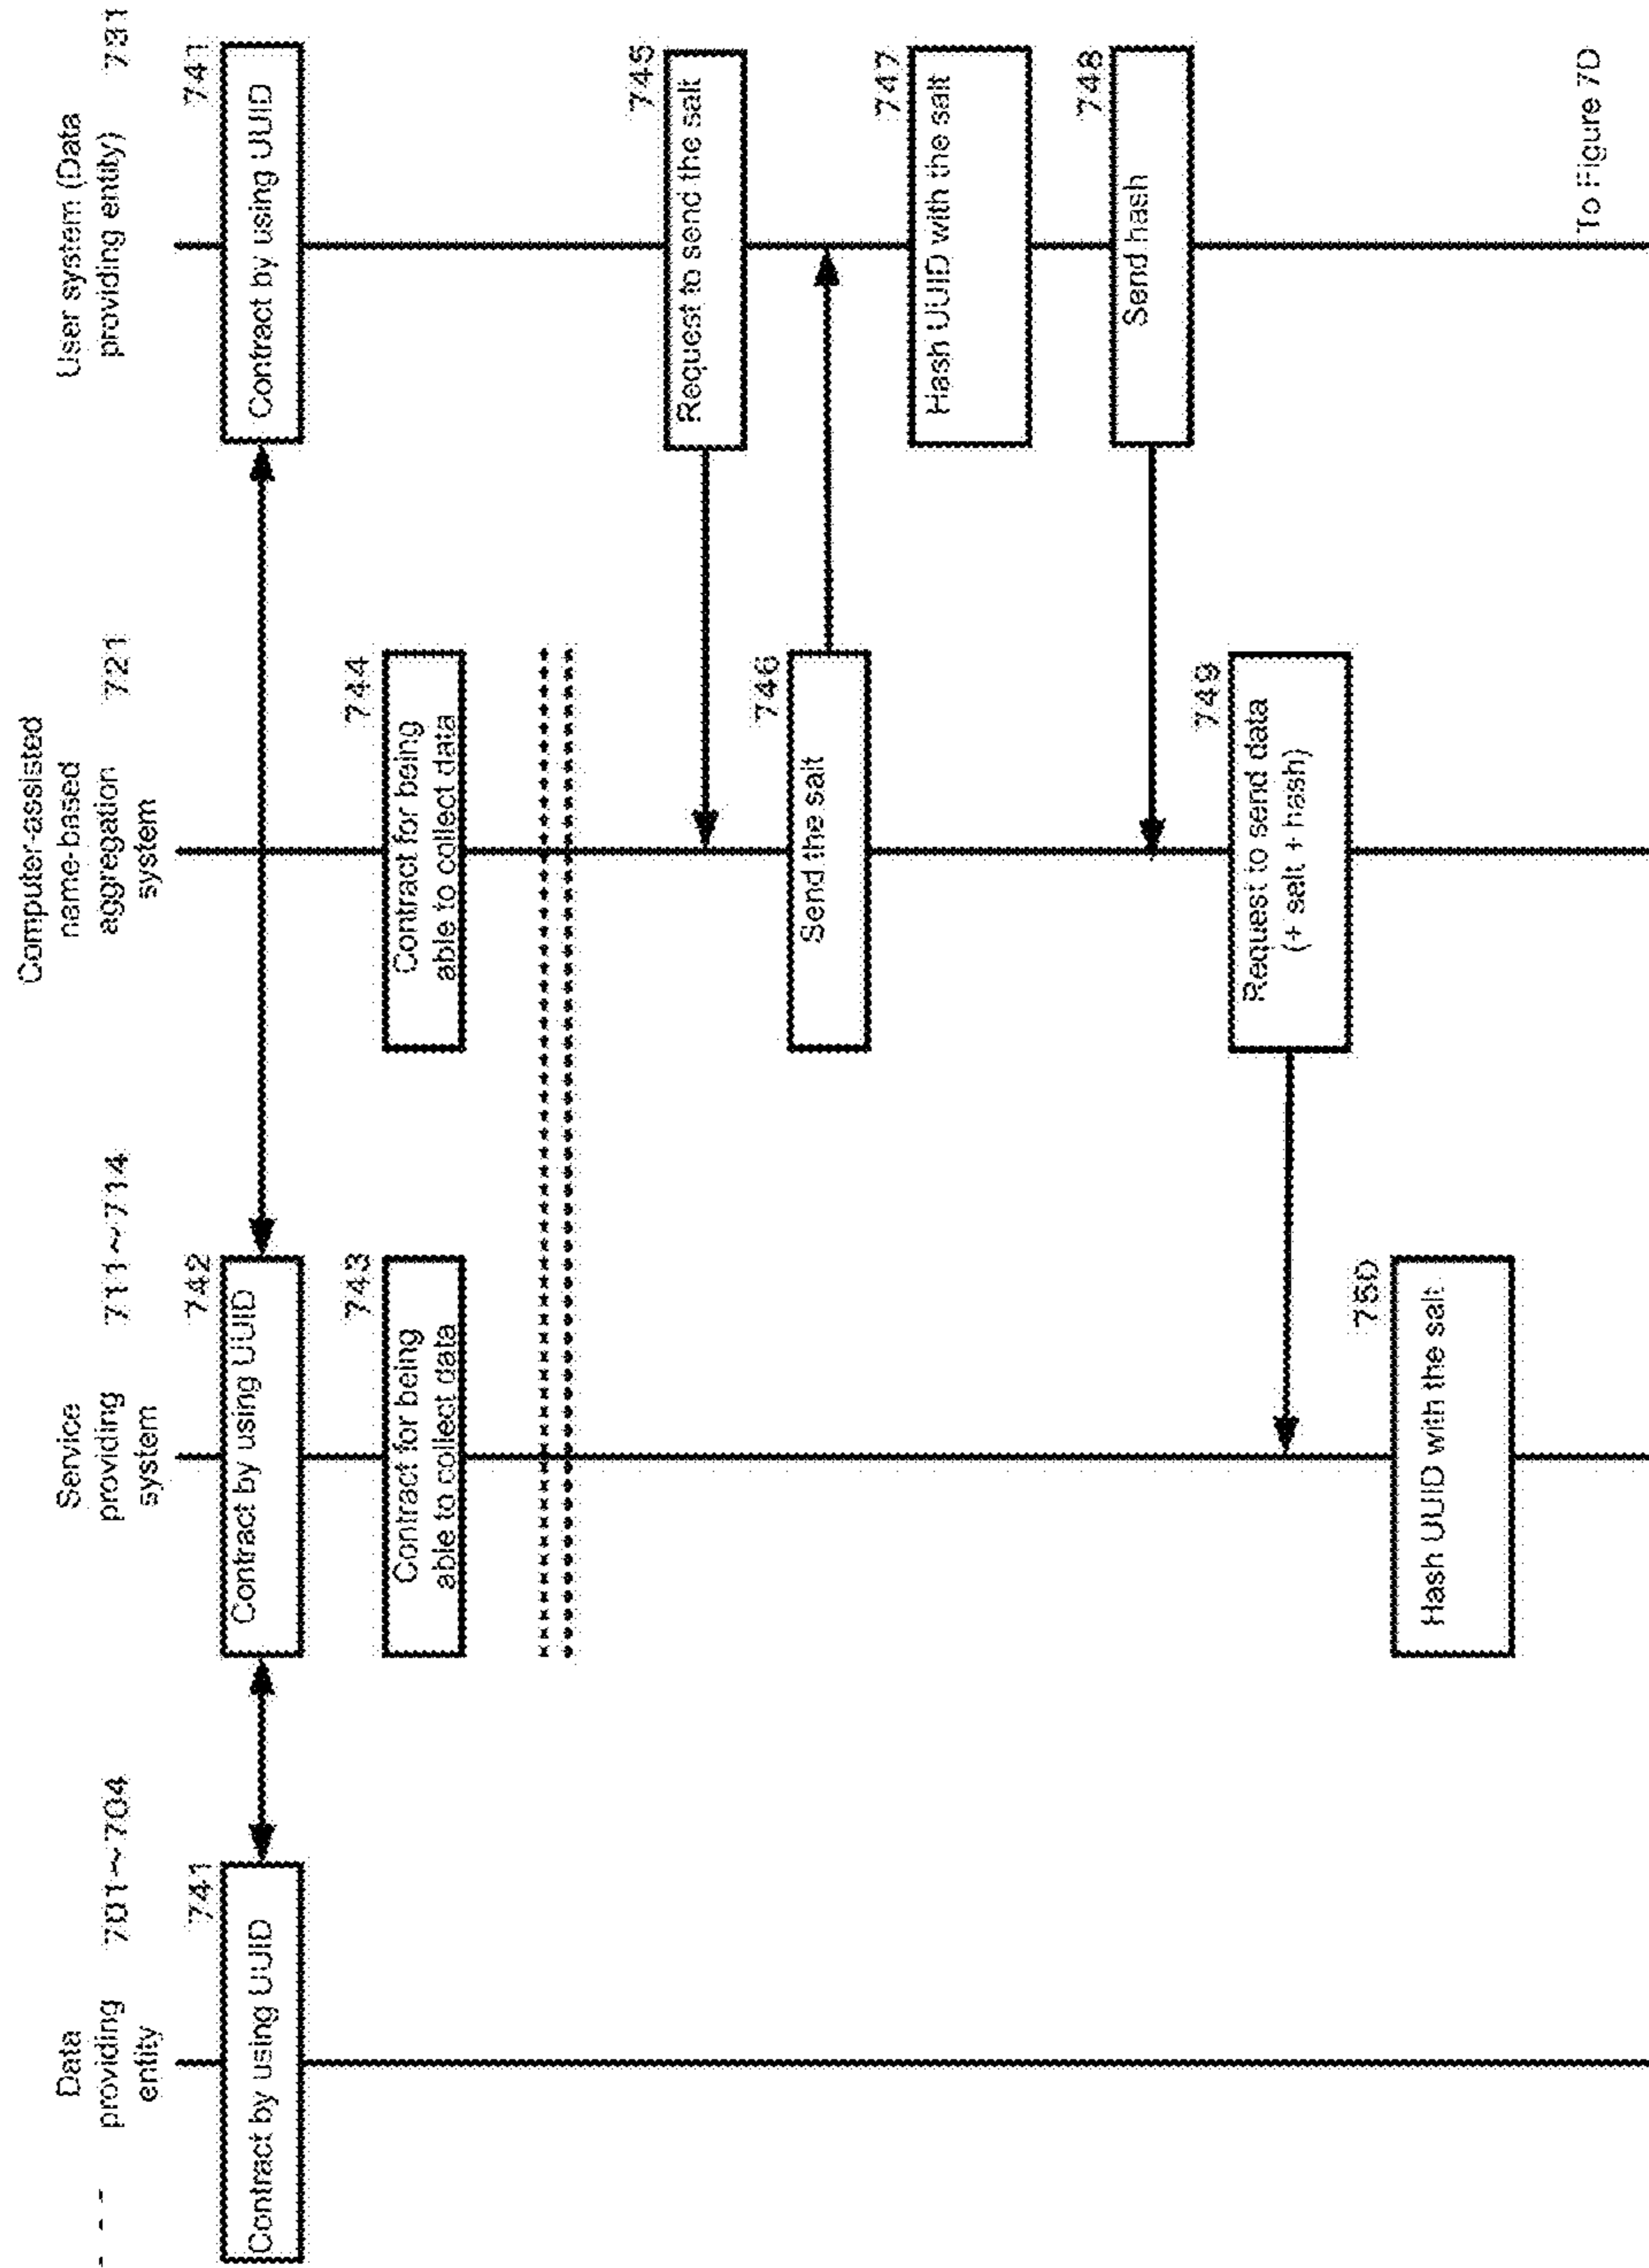 Data
providing 701~704
entity
Service
providing 711~714
system
Computer-assisted
name-based
aggregation 721
system
User system (Data
providing entity) 731
741
Contract by using UUID
742
Contract by using UUID
741
Contract by using UUID
743
Contract for being
able to collect data
744
Contract for being
able to collect data
745
Request to send the salt
746
Send the salt
747
Hash UUID with the salt
748
Send hash
749
Request to send data
(+ salt + hash)
750
Hash UUID with the salt
To Figure 7D